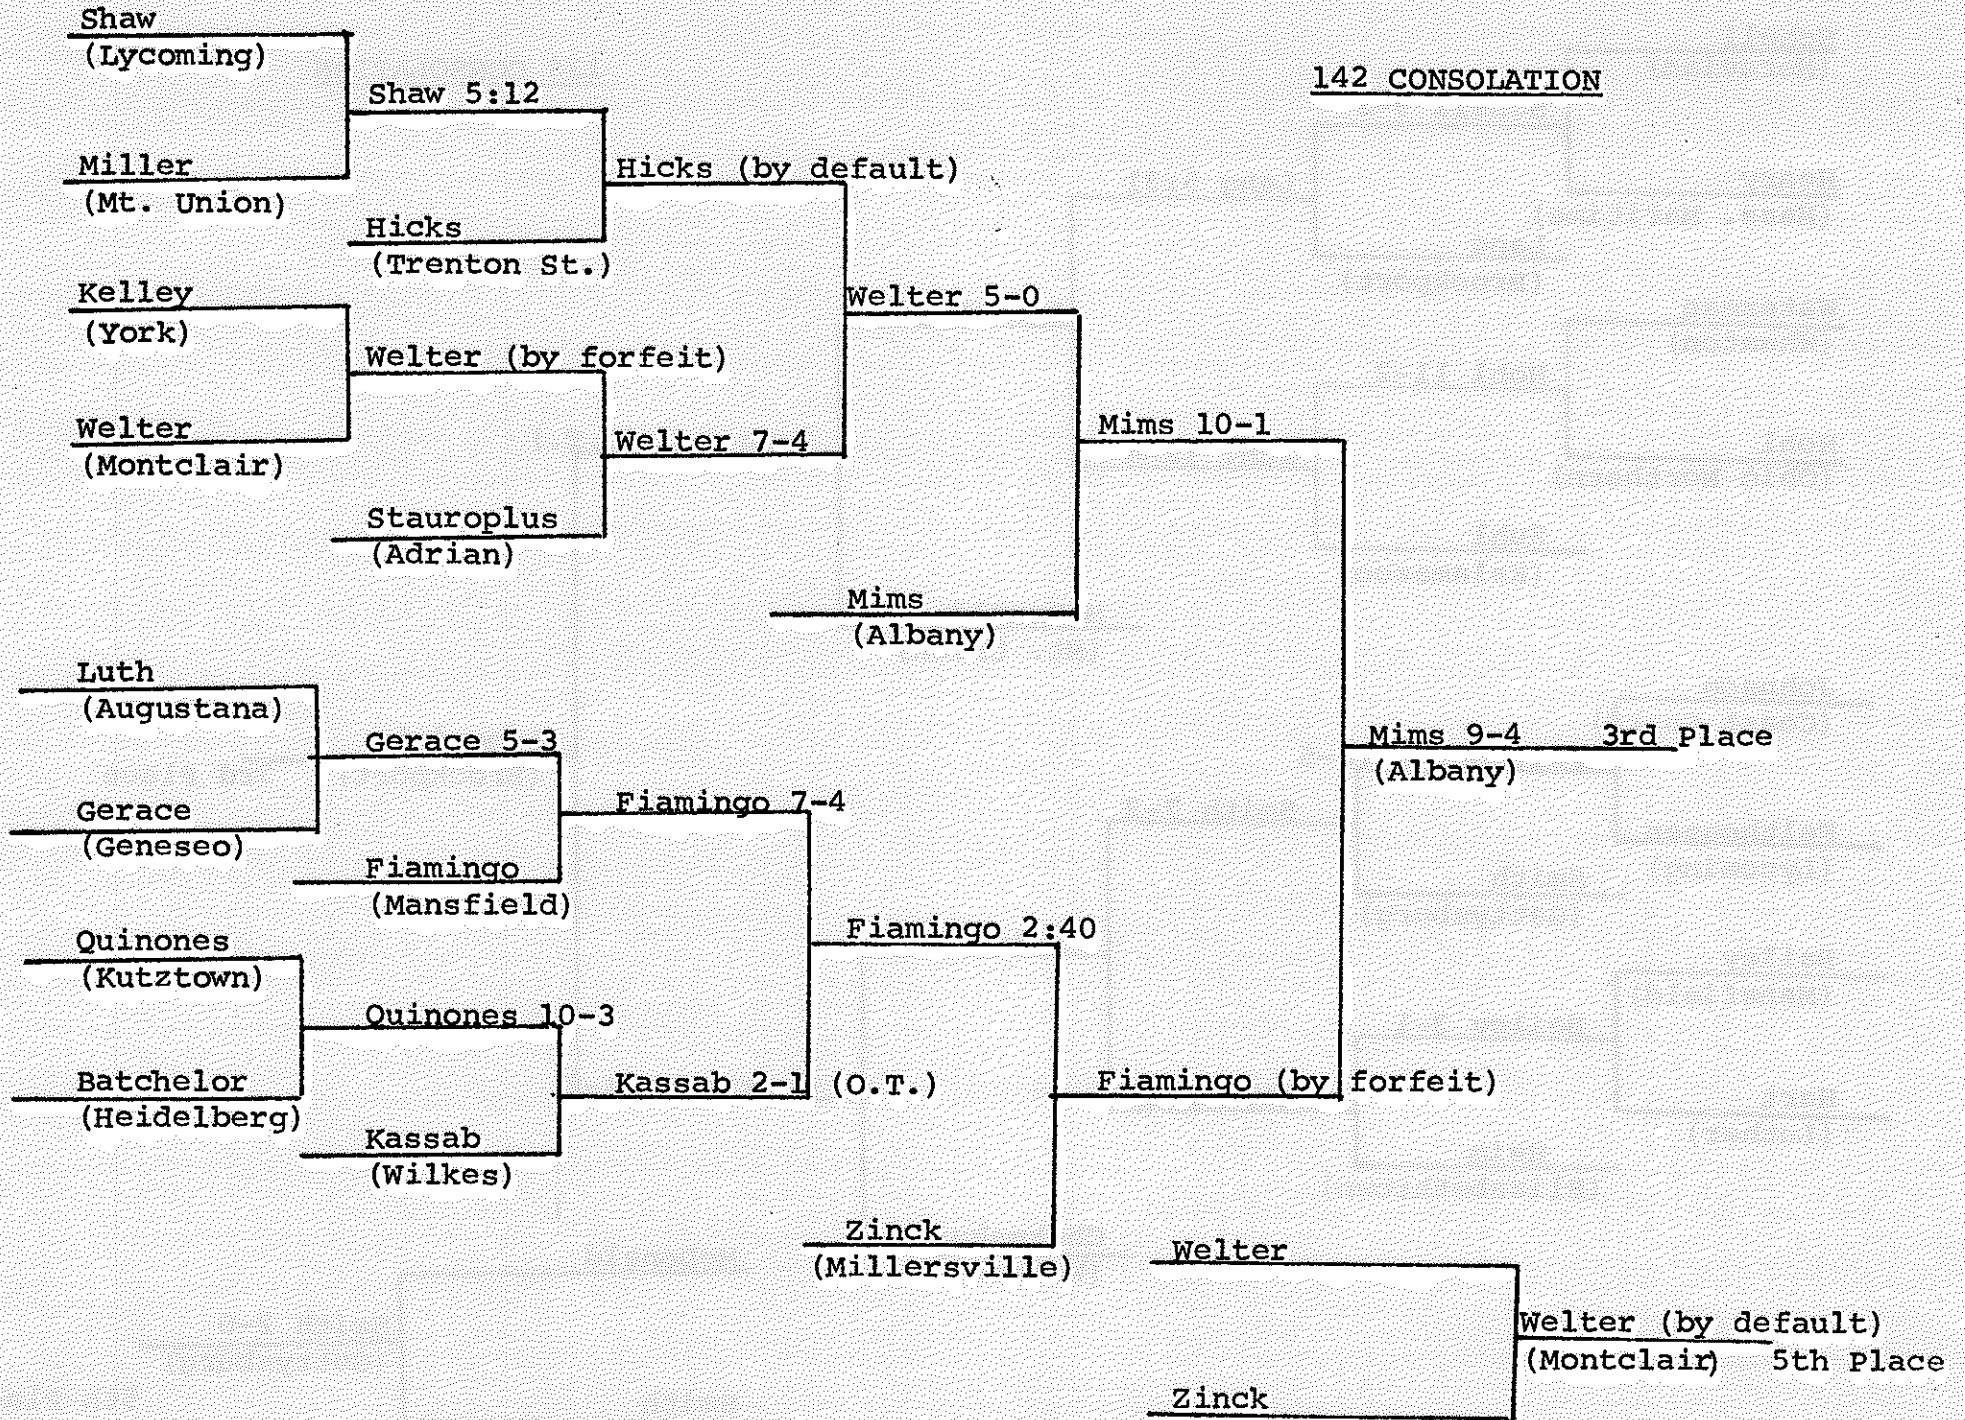 Shaw
(Lycoming)
142 CONSOLATION
Shaw 5:12
Miller
(Mt. Union)
Hicks (by default)
Hicks
(Trenton St.)
Kelley
(York)
Welter 5-0
Welter (by forfeit)
Welter
(Montclair)
Welter 7-4
Mims 10-1
Stauroplus
(Adrian)
Mims
(Albany)
Luth
(Augustana)
Gerace 5-3
Mims 9-4 3rd Place
(Albany)
Gerace
(Geneseo)
Fiamingo 7-4
Fiamingo
(Mansfield)
Quinones
(Kutztown)
Fiamingo 2:40
Quinones 10-3
Batchelor
(Heidelberg)
Kassab 2-1 (O.T.)
Fiamingo (by forfeit)
Kassab
(Wilkes)
Zinck
(Millersville)
Welter
Welter (by default)
(Montclair) 5th Place
Zinck